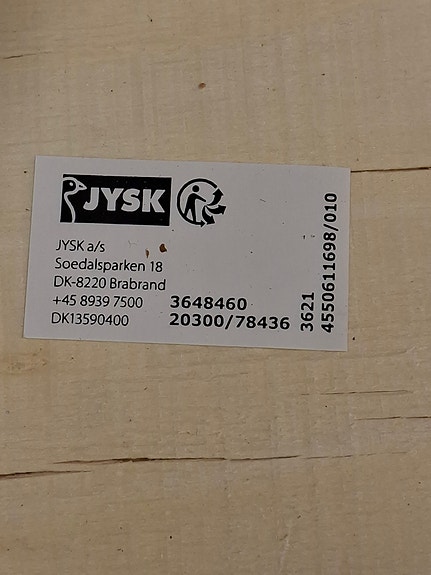 JYSK
JYSK a/s
Soedalsparken 18
DK-8220 Brabrand
+45 8939 7500
DK13590400
3648460
20300/78436
3621
4550611698/010